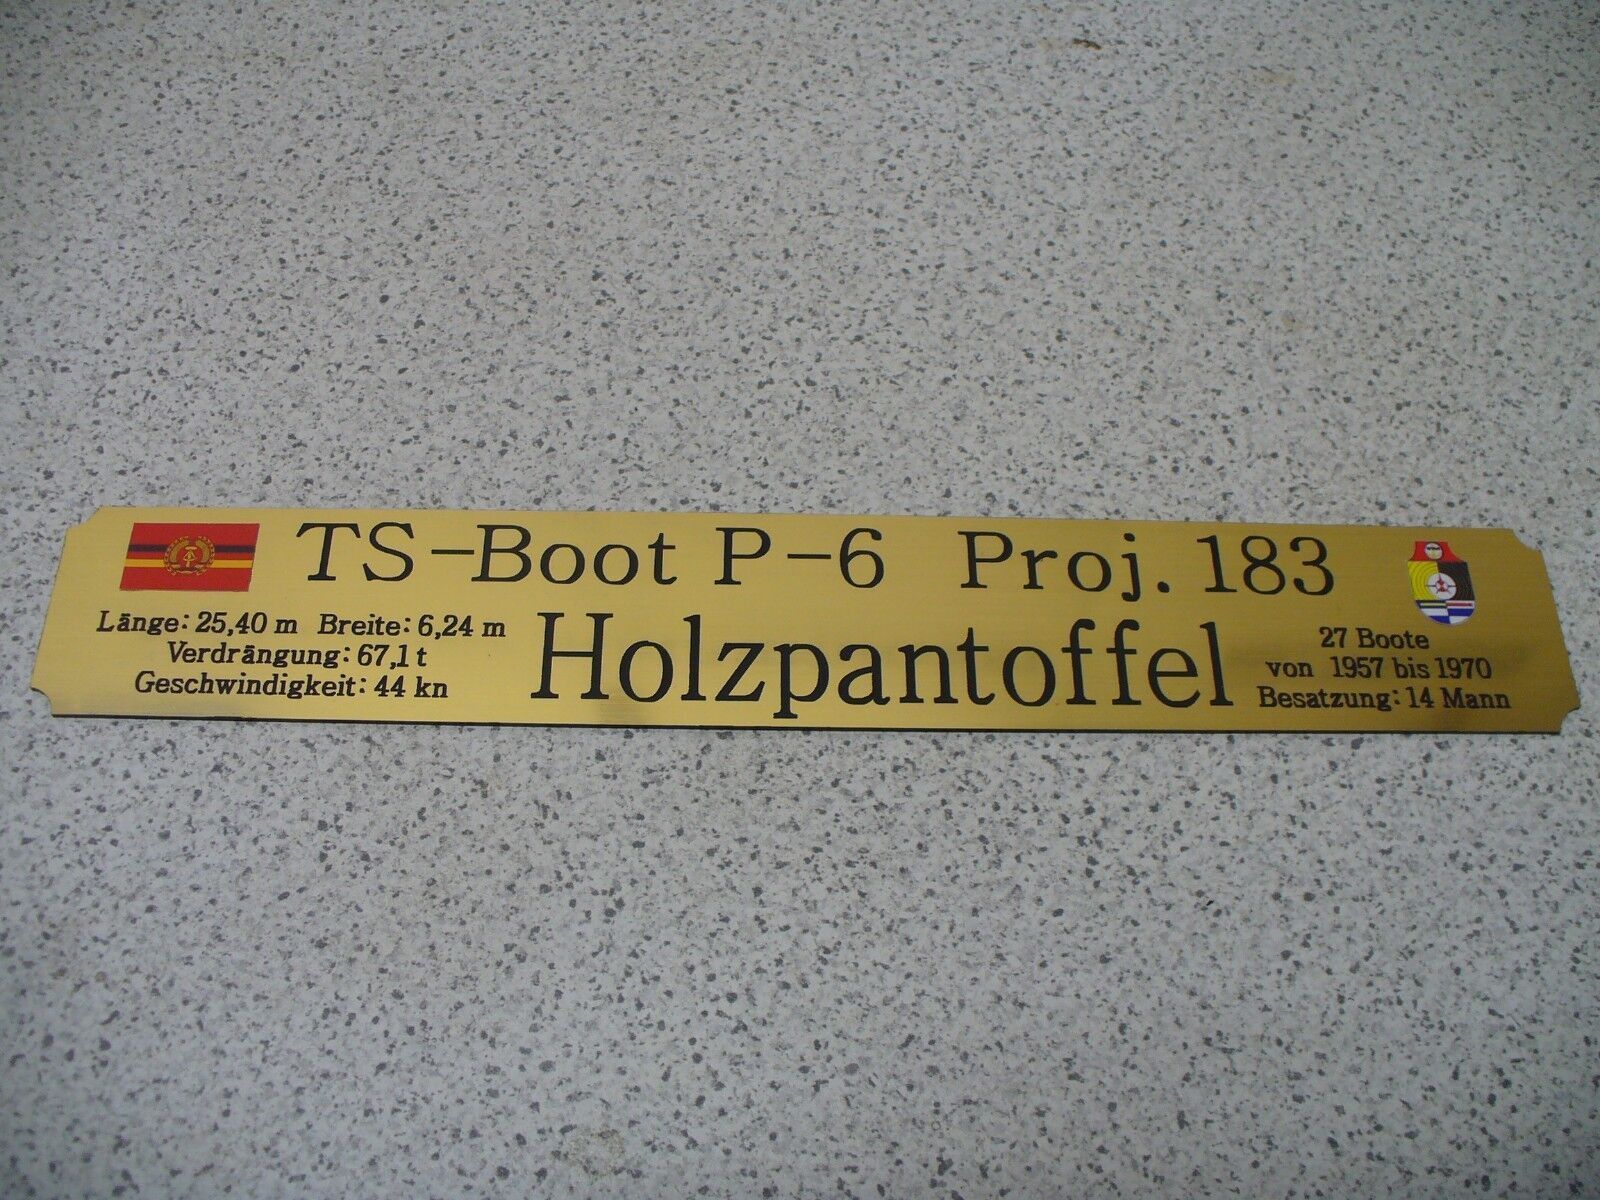 TS-Boot P-6 Proj. 183
Länge: 25,40 m Breite: 6,24 m
Verdrängung: 67,1 t
Geschwindigkeit: 44 kn
Holzpantoffel
27 Boote
von 1957 bis 1970
Besatzung: 14 Mann